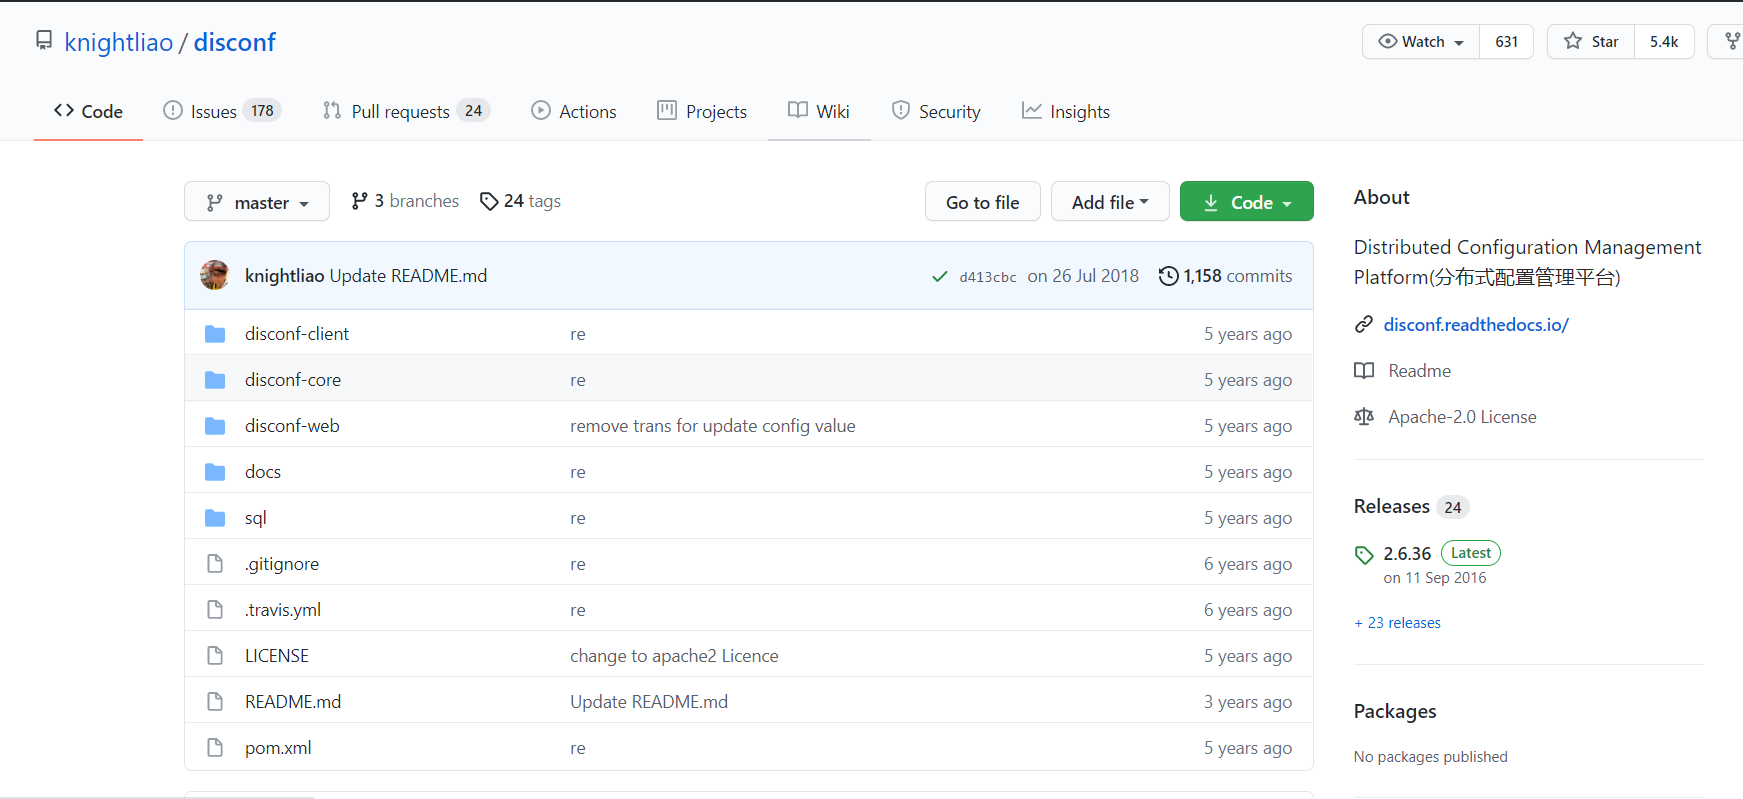 knightliao / disconf
Watch 631 Star 5.4k
Code Issues 178 Pull requests 24 Actions Projects Wiki Security Insights
master 3 branches 24 tags Go to file Add file Code
knightliao Update README.md d413cbc on 26 Jul 2018 1,158 commits
disconf-client re 5 years ago
disconf-core re 5 years ago
disconf-web remove trans for update config value 5 years ago
docs re 5 years ago
sql re 5 years ago
.gitignore re 6 years ago
.travis.yml re 6 years ago
LICENSE change to apache2 Licence 5 years ago
README.md Update README.md 3 years ago
pom.xml re 5 years ago
About
Distributed Configuration Management
Platform(分布式配置管理平台)
disconf.readthedocs.io/
Readme
Apache-2.0 License
Releases 24
2.6.36 Latest
on 11 Sep 2016
+ 23 releases
Packages
No packages published